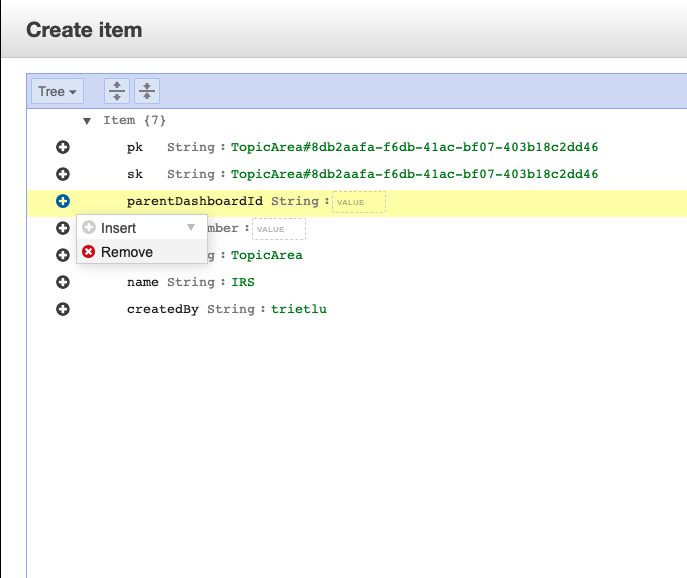 Create item
Tree
Item {7}
pk String : TopicArea#8db2aafa-f6db-41ac-bf07-403b18c2dd46
sk String : TopicArea#8db2aafa-f6db-41ac-bf07-403b18c2dd46
parentDashboardId String : VALUE
Insert mber : VALUE
g : TopicArea
Remove
name String : IRS
createdBy String : trietlu